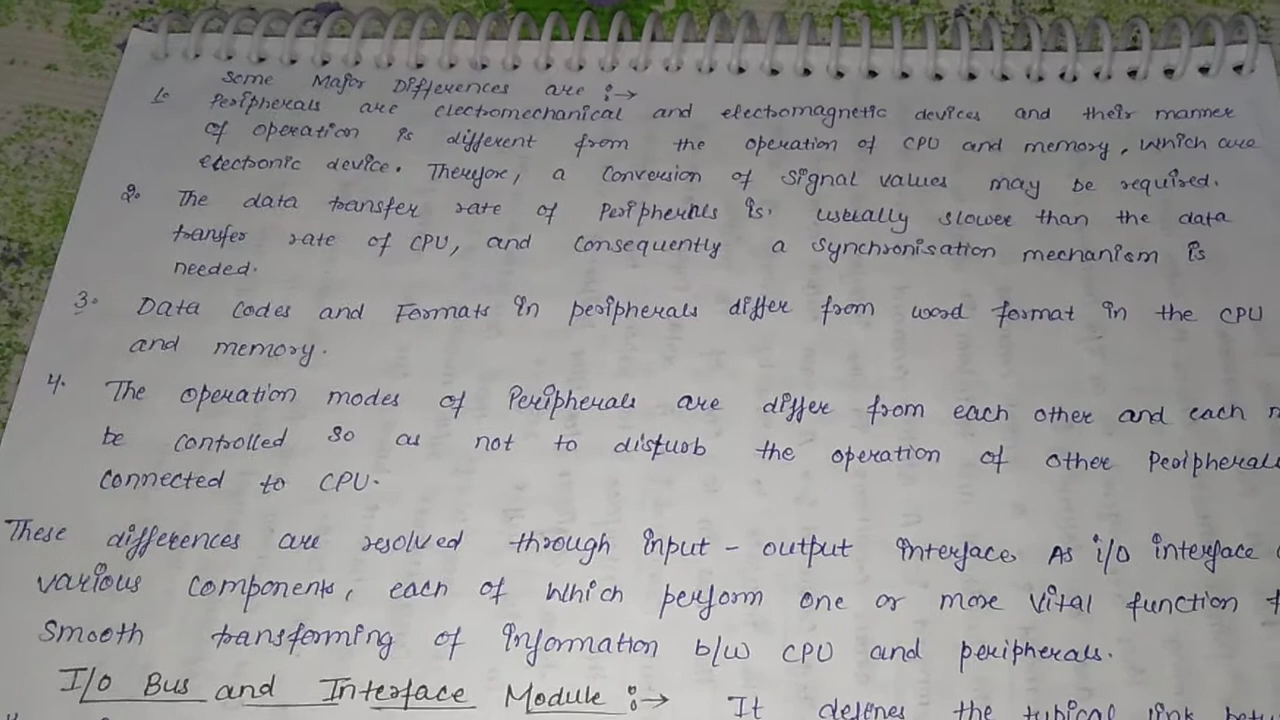 Some Major Differences are :→
1. Peripherals are electromechanical and electromagnetic devices and their manner
of operation is different from the operation of CPU and memory, which are
electronic device. Therefore, a conversion of signal values may be required.
2. The data transfer rate of Peripherals is. usually slower than the data
transfer rate of CPU, and consequently a synchronisation mechanism is
needed.
3. Data codes and Formats in peripherals differ from word format in the CPU
and memory.
4. The operation modes of Peripherals are differ from each other and each
be controlled so as not to distrub the operation of other Peripherals
connected to CPU.
These differences are resolved through input - output interface. As i/o interface
various components, each of which perform one or more vital function
smooth transforming of information b/w CPU and peripherals.
I/o Bus and Interface Module :→ It defines the typical link